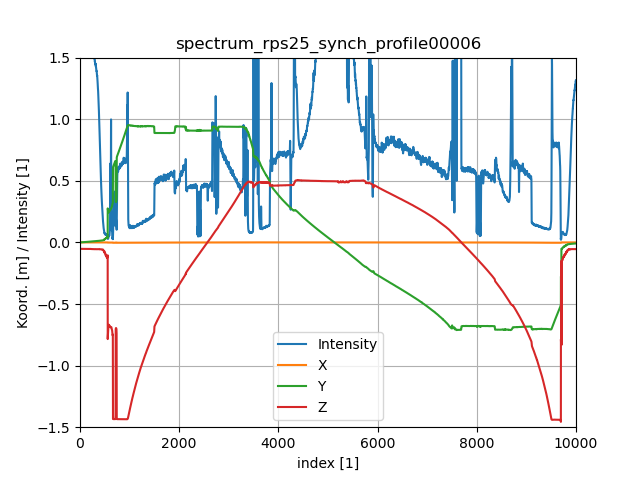 spectrum_rps25_synch_profile00006
1.5
1.0
0.5
0.0
−0.5
−1.0
−1.5
Koord. [m] / Intensity [1]
Intensity
X
Y
Z
0 2000 4000 6000 8000 10000
index [1]